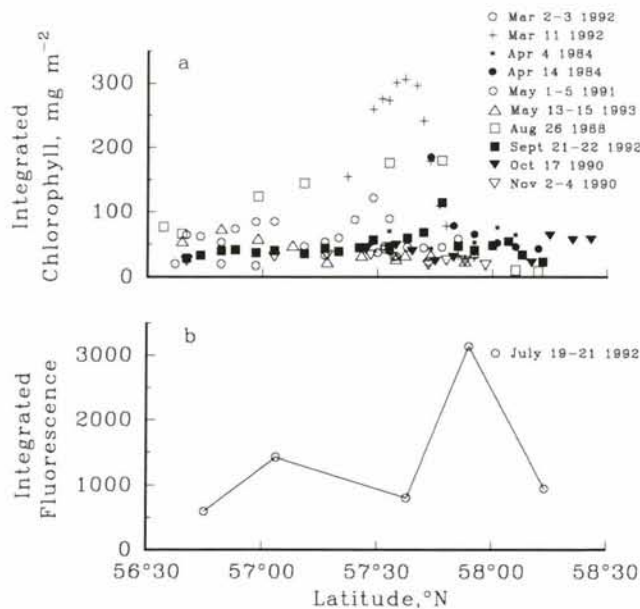 a
Mar 2-3 1992
Mar 11 1992
Apr 4 1984
Apr 14 1984
May 1-5 1991
May 13-15 1993
Aug 26 1988
Sept 21-22 1992
Oct 17 1990
Nov 2-4 1990
Integrated
Chlorophyll, mg m⁻²
300
200
100
0
b
July 19-21 1992
Integrated
Fluorescence
3000
2000
1000
0
56°30 57°00 57°30 58°00 58°30
Latitude,°N